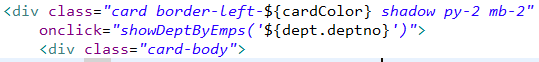 <div class="card border-left-${cardColor} shadow py-2 mb-2"
onclick="showDeptByEmps('${dept.deptno}')">
<div class="card-body">